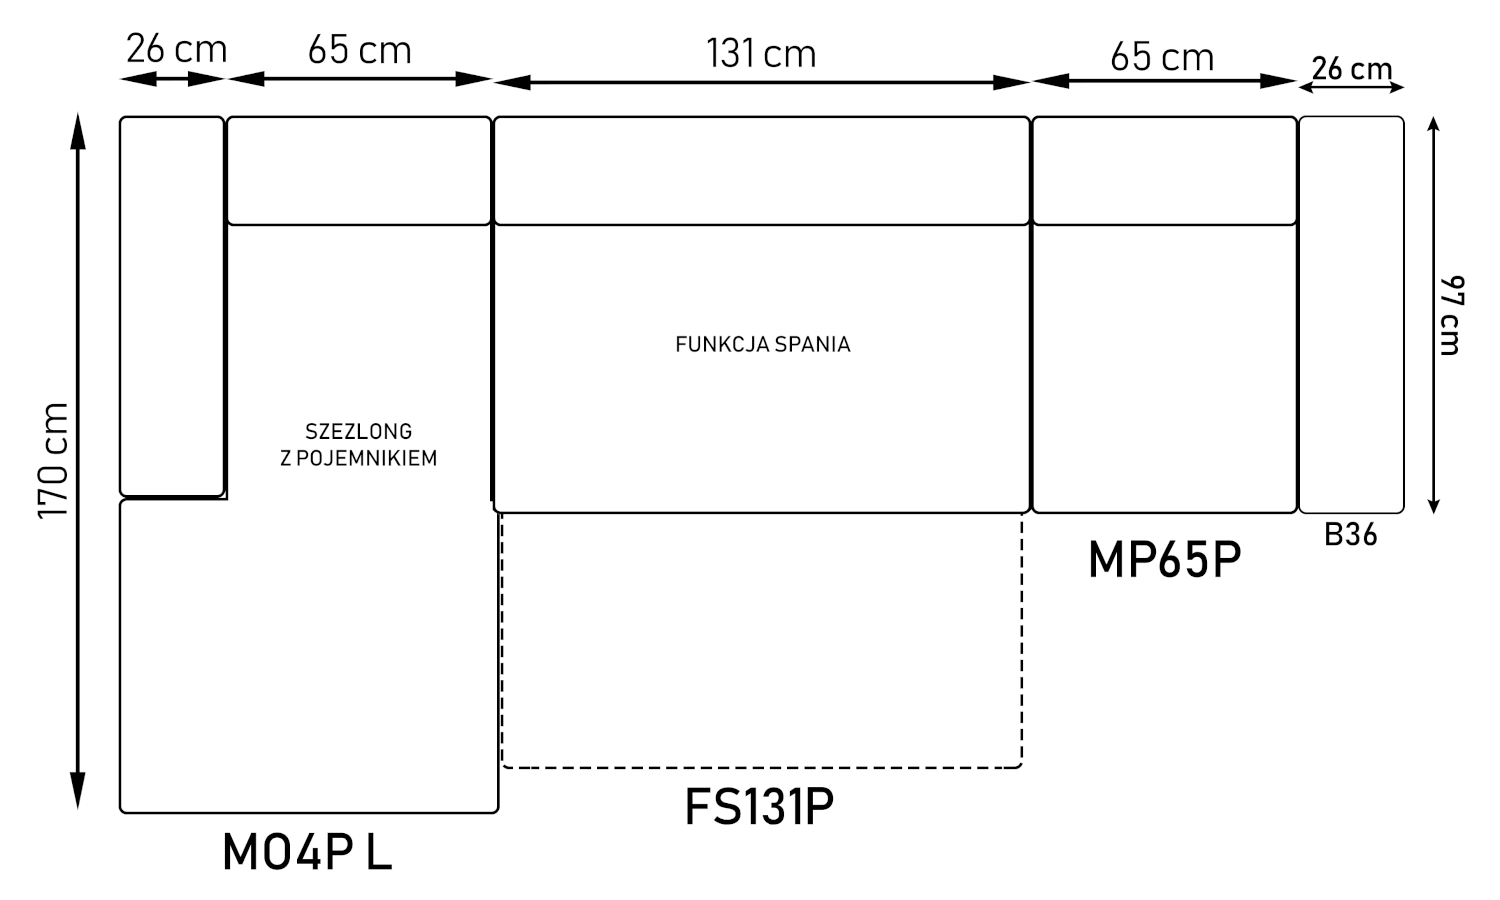 26 cm
65 cm
131 cm
65 cm
26 cm
170 cm
97 cm
FUNKCJA SPANIA
SZEZLONG
Z POJEMNIKIEM
B36
MP65P
FS131P
MO4P L